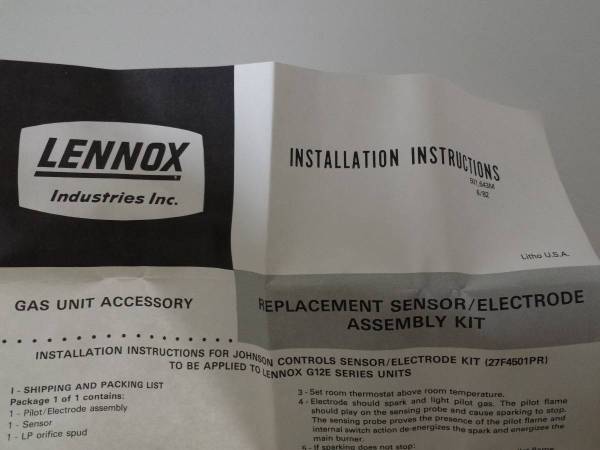 LENNOX
Industries Inc.
INSTALLATION INSTRUCTIONS
6/82
Litho U.S.A.
GAS UNIT ACCESSORY
REPLACEMENT SENSOR/ELECTRODE
ASSEMBLY KIT
INSTALLATION INSTRUCTIONS FOR JOHNSON CONTROLS SENSOR/ELECTRODE KIT (27F4501PR)
TO BE APPLIED TO LENNOX G12E SERIES UNITS
I - SHIPPING AND PACKING LIST
Package 1 of 1 contains:
1 - Pilot/Electrode assembly
1 - Sensor
1 - LP orifice spud
3 - Set room thermostat above room temperature.
4 - Electrode should spark and light pilot gas. The pilot flame
should play on the sensing probe and cause sparking to stop.
The sensing probe proves the presence of the pilot flame and
internal switch action de-energizes the spark and energizes the
main burner.
If sparking does not stop: